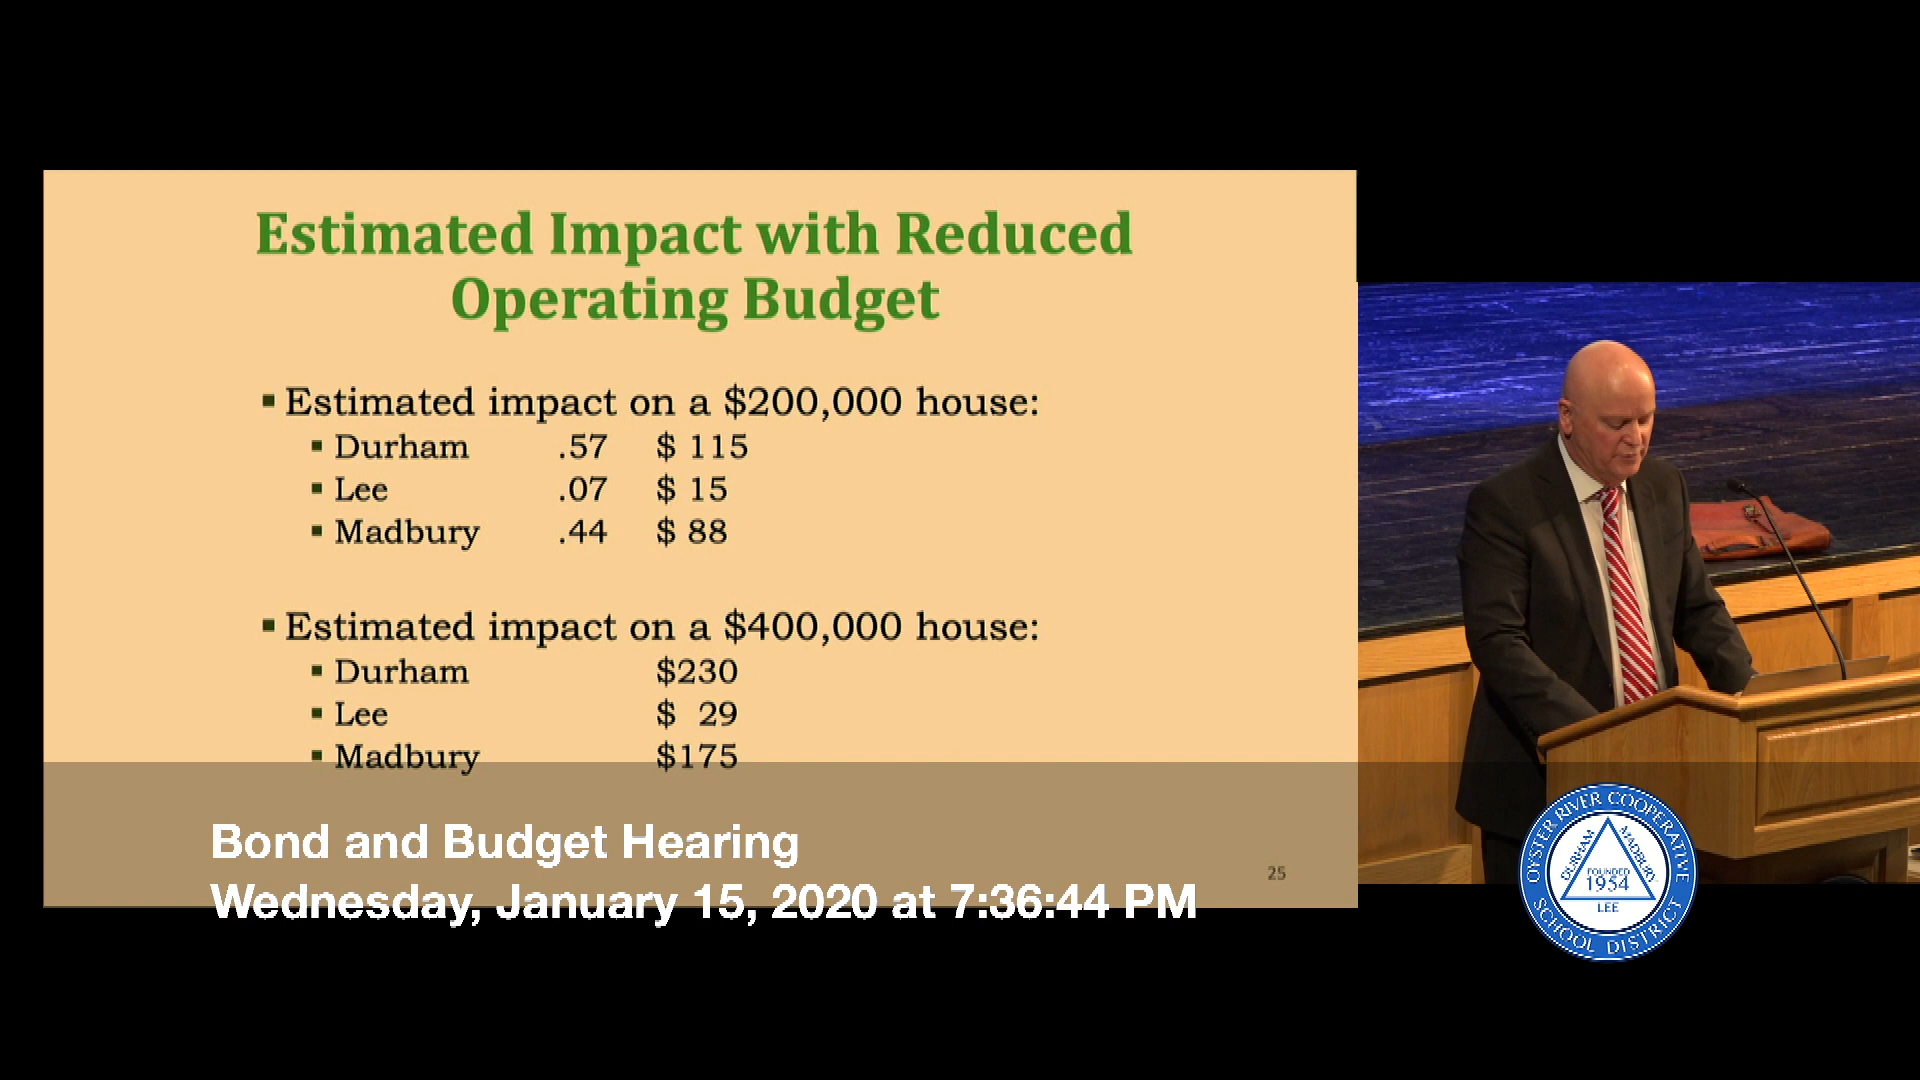 Estimated Impact with Reduced
Operating Budget
▪ Estimated impact on a $200,000 house:
▪ Durham .57 $ 115
▪ Lee .07 $ 15
▪ Madbury .44 $ 88
▪ Estimated impact on a $400,000 house:
▪ Durham $230
▪ Lee $ 29
▪ Madbury $175
Bond and Budget Hearing
25
Wednesday, January 15, 2020 at 7:36:44 PM
OYSTER RIVER COOPERATIVE
DURHAM
MADBURY
FOUNDED
1954
LEE
SCHOOL DISTRICT